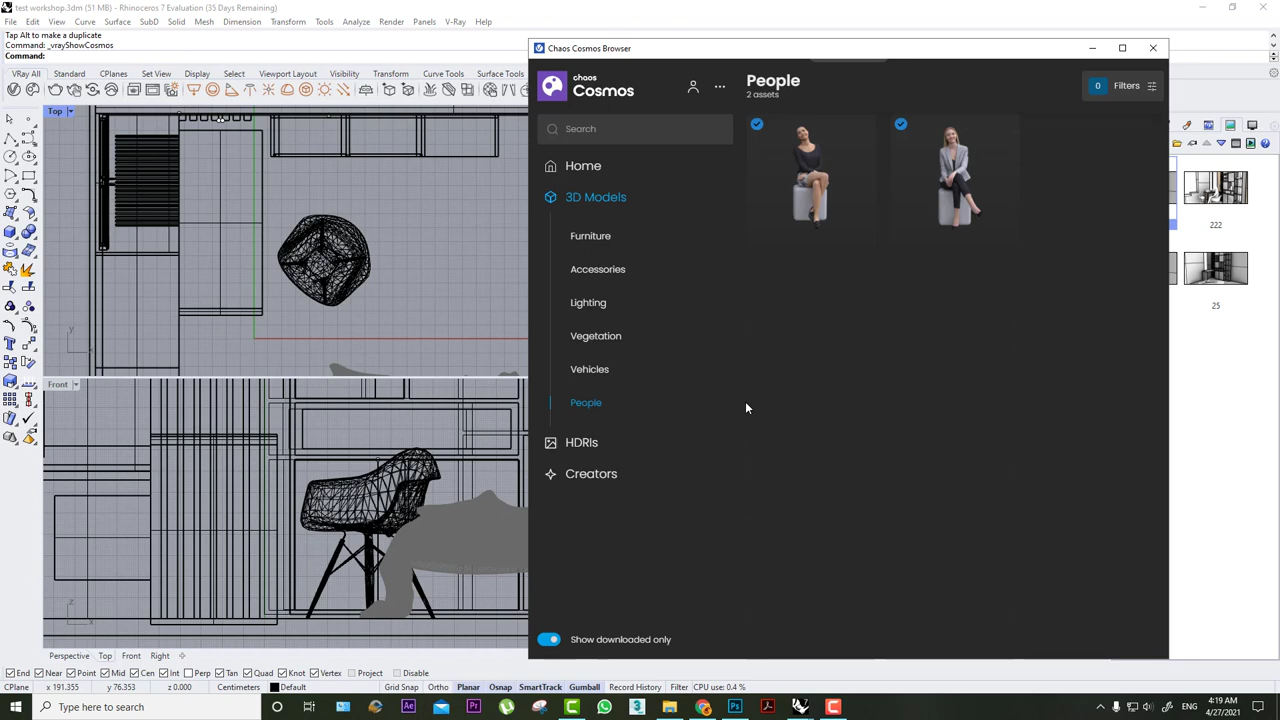 test workshop.3dm (3 MB) - Rhinoceros 7 Evaluation (35 Days Remaining)
File Edit View Curve Surface SubD Solid Mesh Dimension Transform Tools Analyze Render Panels V-Ray Help
Tap Alt to make a duplicate
Command: _vrayShowCosmos
Command:
VRay All Standard CPlanes Set View Display Select Viewport Layout Visibility Transform Curve Tools Surface Tools
Top
Chaos Cosmos Browser
chaos
Cosmos
People
2 assets
0 Filters
Search
Home
3D Models
Furniture
Accessories
Lighting
Vegetation
Vehicles
People
HDRIs
Creators
Show downloaded only
222
25
y
x
Front
z
x
Perspective Top Front Right
End Near Point Mid Cen Int Perp Tan Quad Knot Vertex Project Disable
CPlane x 191.355 y 76.353 z 0.000 Centimeters Default Grid Snap Ortho Planar Osnap SmartTrack Gumball Record History Filter CPU use: 0.4 %
Type here to search
Ae
Pr
3
Ps
4:19 AM
4/27/2021